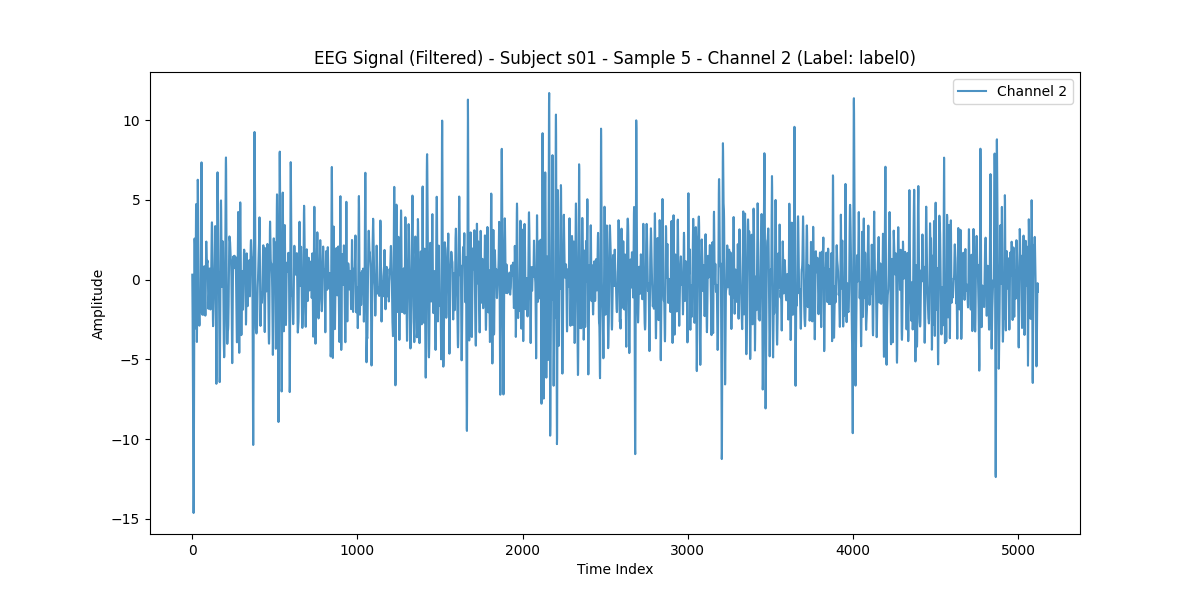 EEG Signal (Filtered) - Subject s01 - Sample 5 - Channel 2 (Label: label0)
Channel 2
Amplitude
10
5
0
−5
−10
−15
0 1000 2000 3000 4000 5000
Time Index